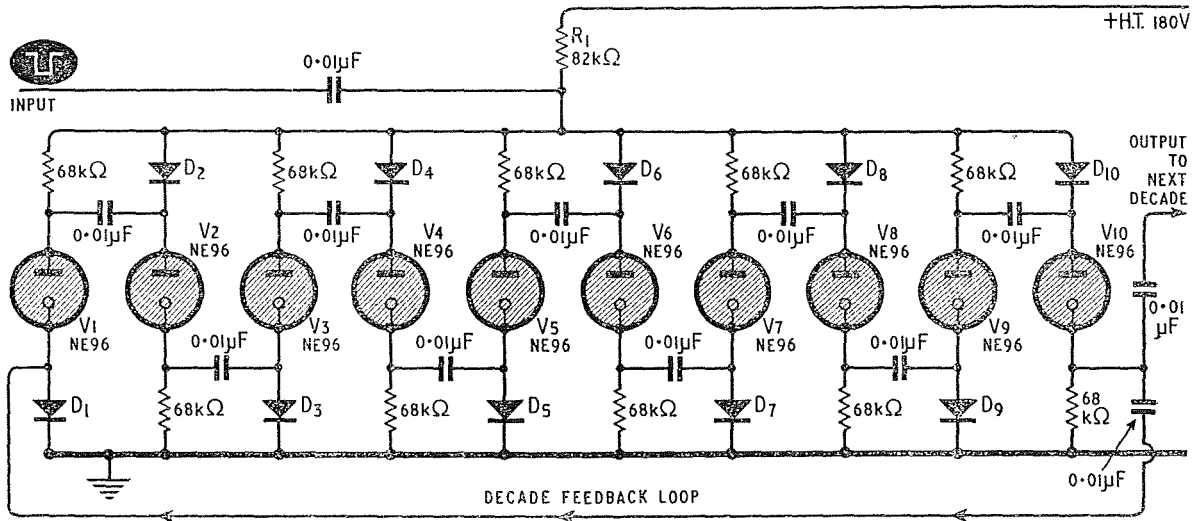 +H.T. 180V
R1
82kΩ
0·01µF
INPUT
OUTPUT
TO
NEXT
DECADE
68kΩ
D2
68kΩ
D4
68kΩ
D6
68kΩ
D8
68kΩ
D10
0·01µF
0·01µF
0·01µF
0·01µF
0·01µF
V2
NE96
V4
NE96
V6
NE96
V8
NE96
V10
NE96
0·01
µF
V1
NE96
0·01µF
V3
NE96
0·01µF
V5
NE96
0·01µF
V7
NE96
0·01µF
V9
NE96
D1
68kΩ
D3
68kΩ
D5
68kΩ
D7
68kΩ
D9
68
kΩ
0·01µF
DECADE FEEDBACK LOOP